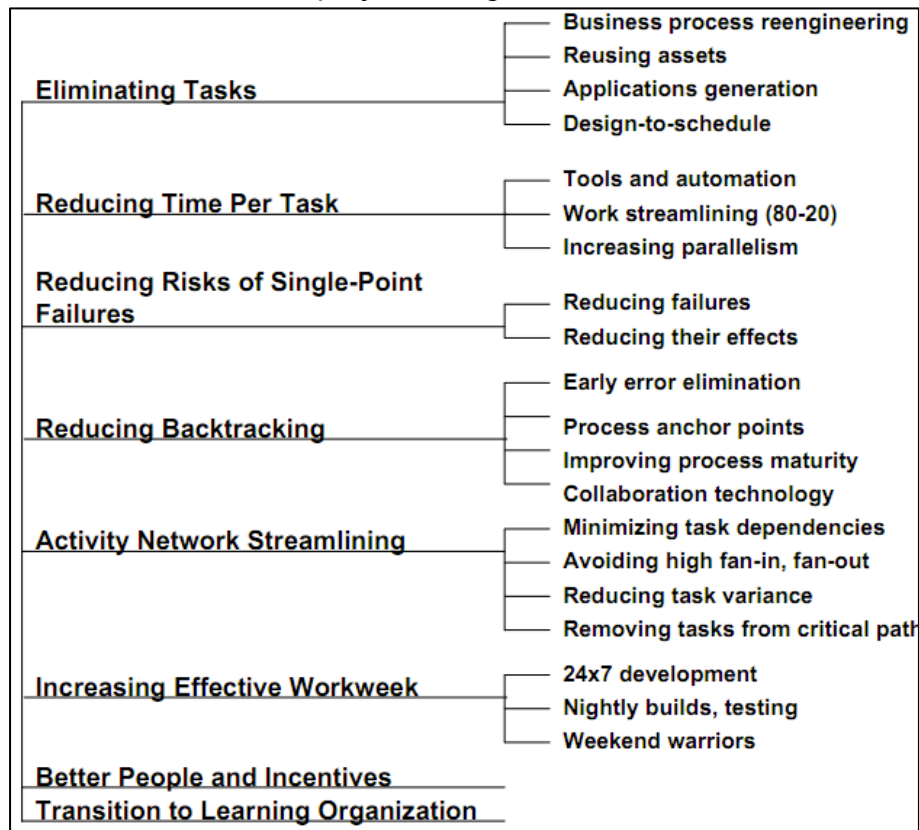 Eliminating Tasks
Business process reengineering
Reusing assets
Applications generation
Design-to-schedule
Reducing Time Per Task
Tools and automation
Work streamlining (80-20)
Increasing parallelism
Reducing Risks of Single-Point
Failures
Reducing failures
Reducing their effects
Reducing Backtracking
Early error elimination
Process anchor points
Improving process maturity
Collaboration technology
Activity Network Streamlining
Minimizing task dependencies
Avoiding high fan-in, fan-out
Reducing task variance
Removing tasks from critical path
Increasing Effective Workweek
24x7 development
Nightly builds, testing
Weekend warriors
Better People and Incentives
Transition to Learning Organization